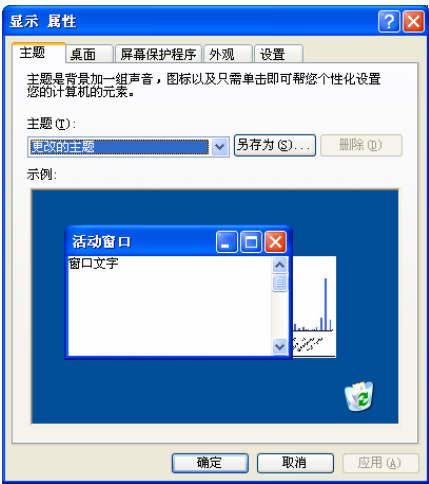 显示 属性
主题 桌面 屏幕保护程序 外观 设置
主题是背景加一组声音，图标以及只需单击即可帮您个性化设置
您的计算机的元素。
主题(T):
更改的主题 另存为(S)... 删除(D)
示例:
活动窗口
窗口文字
确定 取消 应用(A)